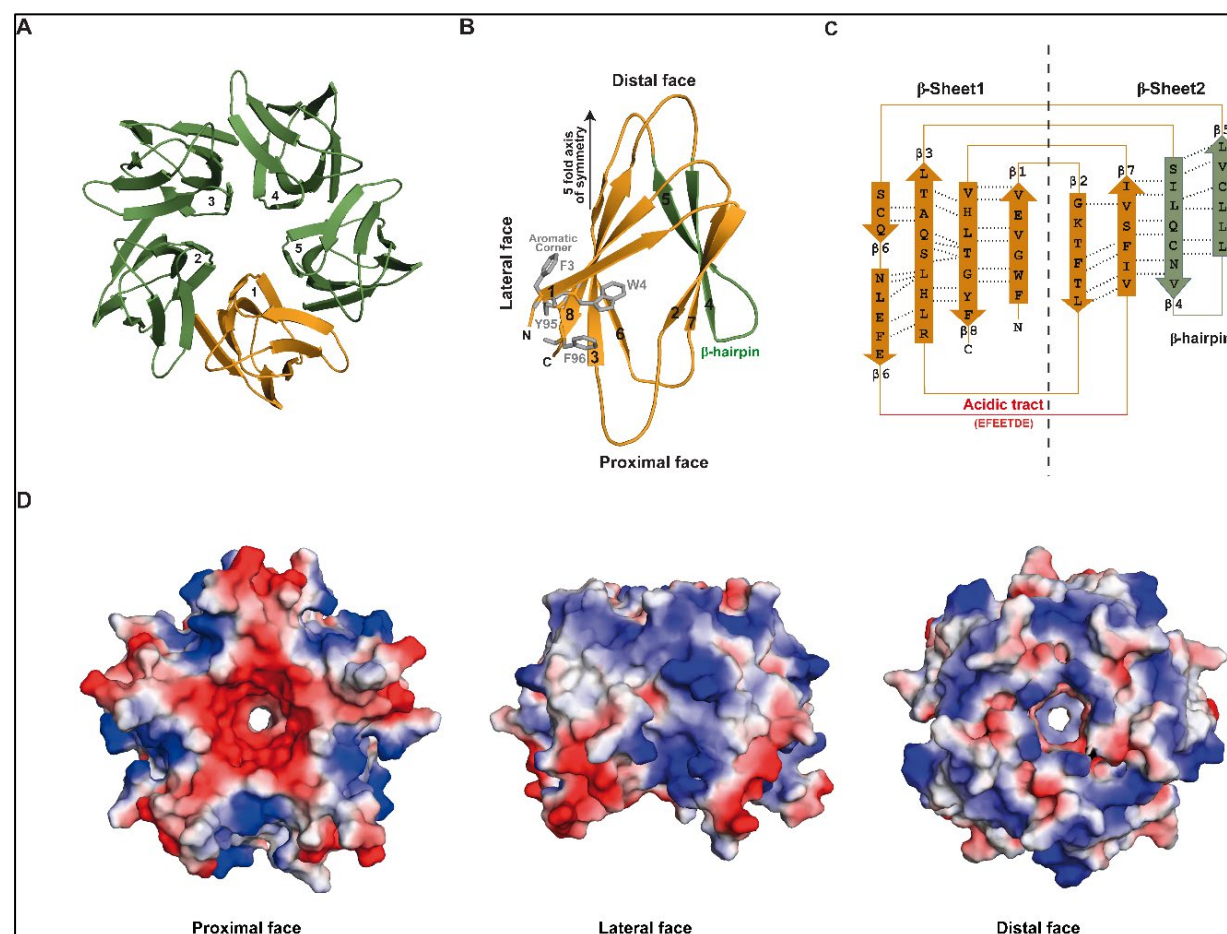 A
3
4
2
5
1
B
Distal face
5 fold axis
of symmetry
Lateral face
Aromatic
Corner
F3
W4
Y95
F96
N
C
1
8
3
6
2
7
4
5
β-hairpin
Proximal face
C
β-Sheet1
β-Sheet2
β3
β1
β2
β7
β5
S C Q
β6
N L E F E
β6
L T A Q S L H L R
V H L T G Y F
β8
C
V E V G W F
N
G K T F T L
I V S F I V
S I L Q C N V
β4
L V C L L L
β-hairpin
Acidic tract
(EFEETDE)
D
Proximal face
Lateral face
Distal face